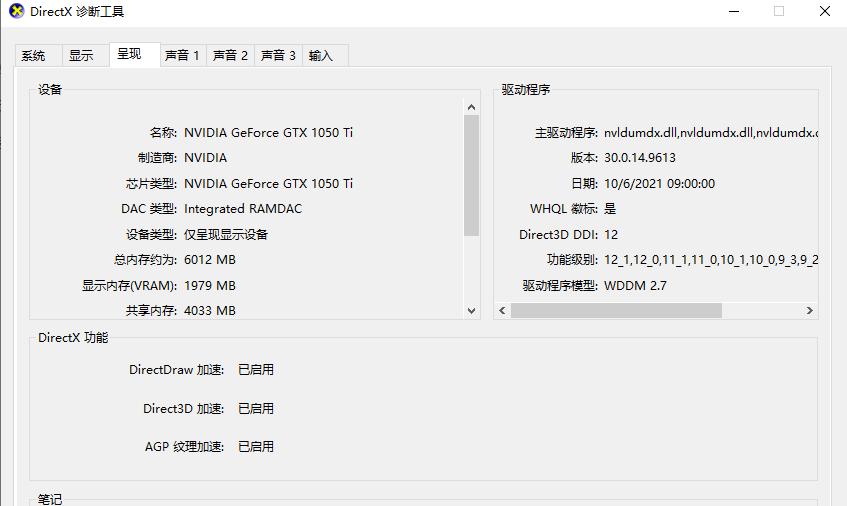 DirectX 诊断工具
系统 显示 呈现 声音 1 声音 2 声音 3 输入
设备
名称: NVIDIA GeForce GTX 1050 Ti
制造商: NVIDIA
芯片类型: NVIDIA GeForce GTX 1050 Ti
DAC 类型: Integrated RAMDAC
设备类型: 仅呈现显示设备
总内存约为: 6012 MB
显示内存(VRAM): 1979 MB
共享内存: 4033 MB
驱动程序
主驱动程序: nvldumdx.dll,nvldumdx.dll,nvldumdx.c
版本: 30.0.14.9613
日期: 10/6/2021 09:00:00
WHQL 徽标: 是
Direct3D DDI: 12
功能级别: 12_1,12_0,11_1,11_0,10_1,10_0,9_3,9_2
驱动程序模型: WDDM 2.7
DirectX 功能
DirectDraw 加速: 已启用
Direct3D 加速: 已启用
AGP 纹理加速: 已启用
笔记